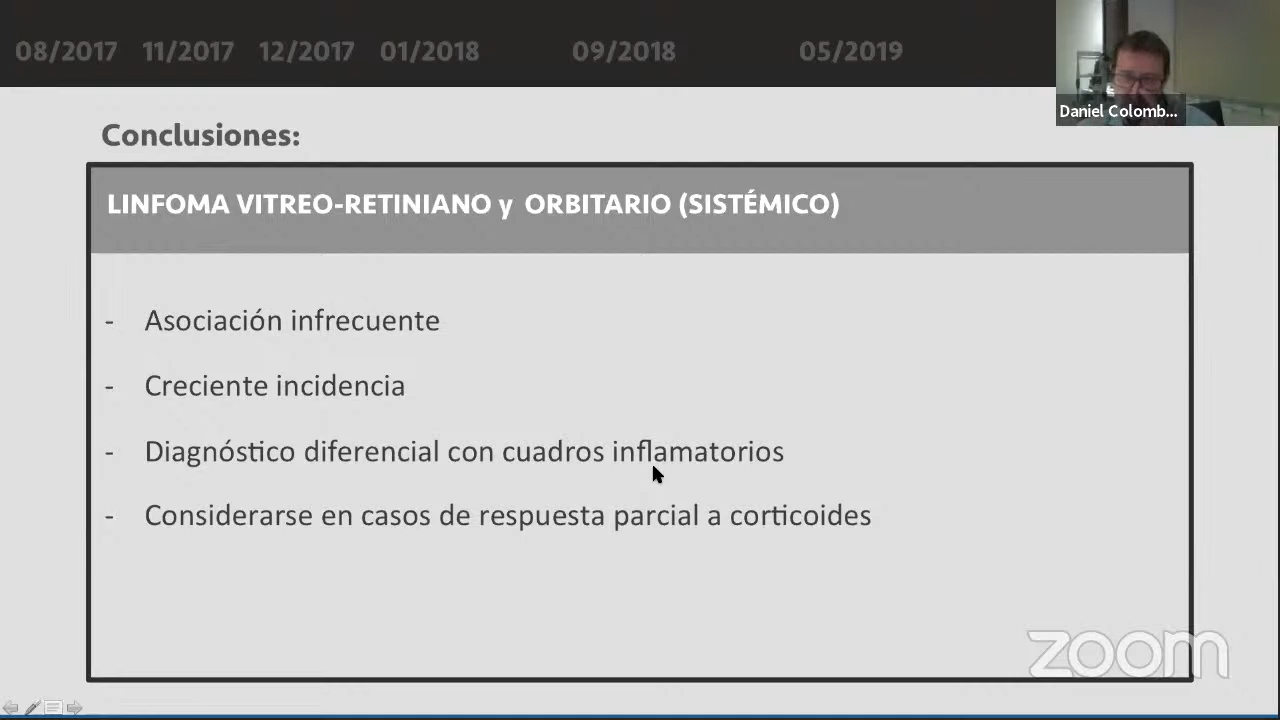 08/2017 11/2017 12/2017 01/2018 09/2018 05/2019
Daniel Colomb...
Conclusiones:
LINFOMA VITREO-RETINIANO y ORBITARIO (SISTÉMICO)
- Asociación infrecuente
- Creciente incidencia
- Diagnóstico diferencial con cuadros inflamatorios
- Considerarse en casos de respuesta parcial a corticoides
zoom